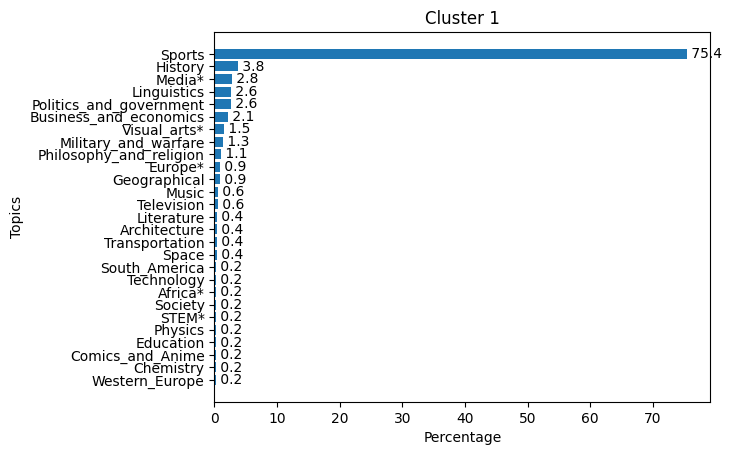 Cluster 1
Topics
Sports 75.4
History 3.8
Media* 2.8
Linguistics 2.6
Politics_and_government 2.6
Business_and_economics 2.1
Visual_arts* 1.5
Military_and_warfare 1.3
Philosophy_and_religion 1.1
Europe* 0.9
Geographical 0.9
Music 0.6
Television 0.6
Literature 0.4
Architecture 0.4
Transportation 0.4
Space 0.4
South_America 0.2
Technology 0.2
Africa* 0.2
Society 0.2
STEM* 0.2
Physics 0.2
Education 0.2
Comics_and_Anime 0.2
Chemistry 0.2
Western_Europe 0.2
0 10 20 30 40 50 60 70
Percentage